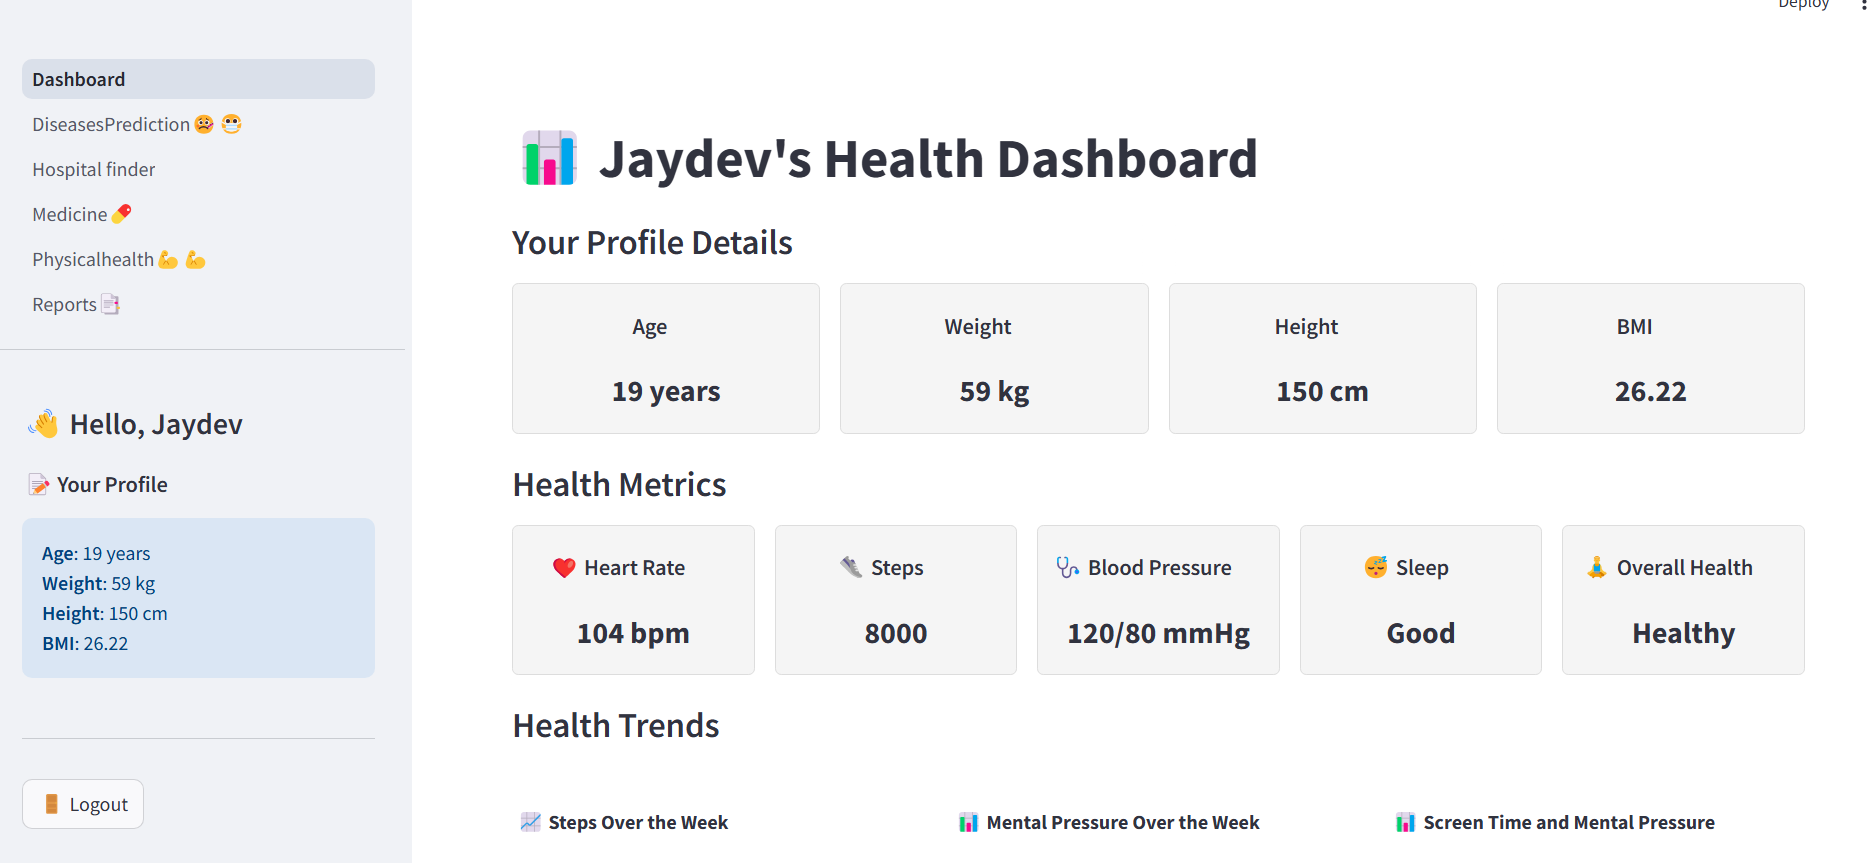 Deploy
Dashboard
DiseasesPrediction🤒 😷
Hospital finder
Medicine💊
Physicalhealth💪 💪
Reports📑
👋 Hello, Jaydev
📝 Your Profile
Age: 19 years
Weight: 59 kg
Height: 150 cm
BMI: 26.22
🚪 Logout
📊 Jaydev's Health Dashboard
Your Profile Details
Age
19 years
Weight
59 kg
Height
150 cm
BMI
26.22
Health Metrics
❤️ Heart Rate
104 bpm
👟 Steps
8000
🩺 Blood Pressure
120/80 mmHg
😴 Sleep
Good
🧘 Overall Health
Healthy
Health Trends
📈 Steps Over the Week
📊 Mental Pressure Over the Week
📊 Screen Time and Mental Pressure